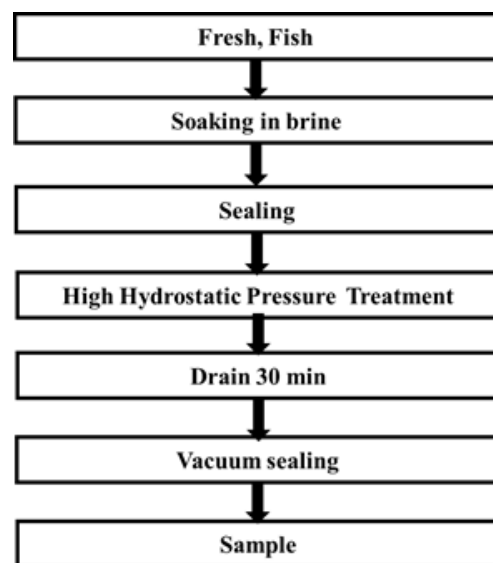 Fresh, Fish
Soaking in brine
Sealing
High Hydrostatic Pressure Treatment
Drain 30 min
Vacuum sealing
Sample